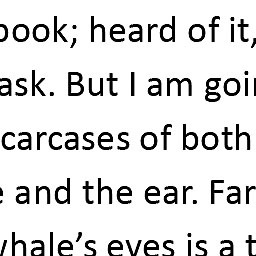 book; heard of it,
ask. But I am goin
carcases of both
e and the ear. Far
whale’s eyes is a t